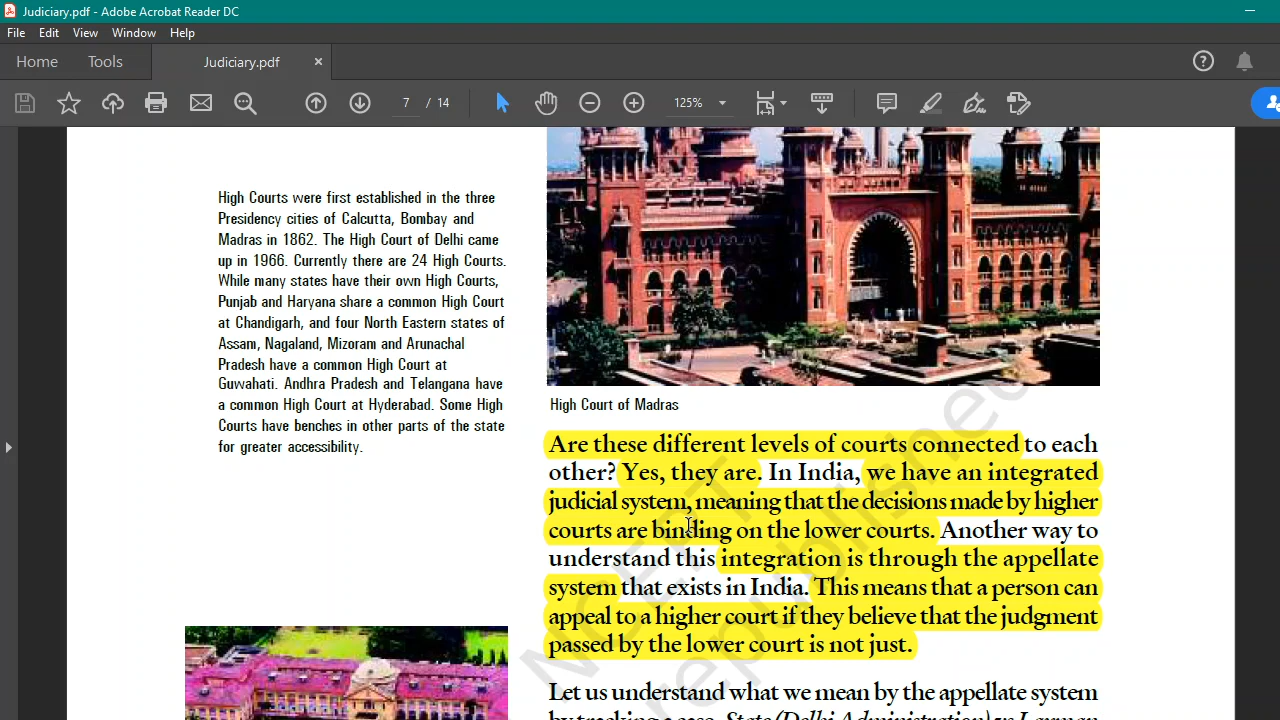 Judiciary.pdf - Adobe Acrobat Reader DC
File Edit View Window Help
Home Tools Judiciary.pdf ×
7 / 14 125%
High Courts were first established in the three
Presidency cities of Calcutta, Bombay and
Madras in 1862. The High Court of Delhi came
up in 1966. Currently there are 24 High Courts.
While many states have their own High Courts,
Punjab and Haryana share a common High Court
at Chandigarh, and four North Eastern states of
Assam, Nagaland, Mizoram and Arunachal
Pradesh have a common High Court at
Guwahati. Andhra Pradesh and Telangana have
a common High Court at Hyderabad. Some High
Courts have benches in other parts of the state
for greater accessibility.
High Court of Madras
Are these different levels of courts connected to each
other? Yes, they are. In India, we have an integrated
judicial system, meaning that the decisions made by higher
courts are binding on the lower courts. Another way to
understand this integration is through the appellate
system that exists in India. This means that a person can
appeal to a higher court if they believe that the judgment
passed by the lower court is not just.
Let us understand what we mean by the appellate system
by tracking a case, State (Delhi Administration) vs Laxman
NCERT
republished